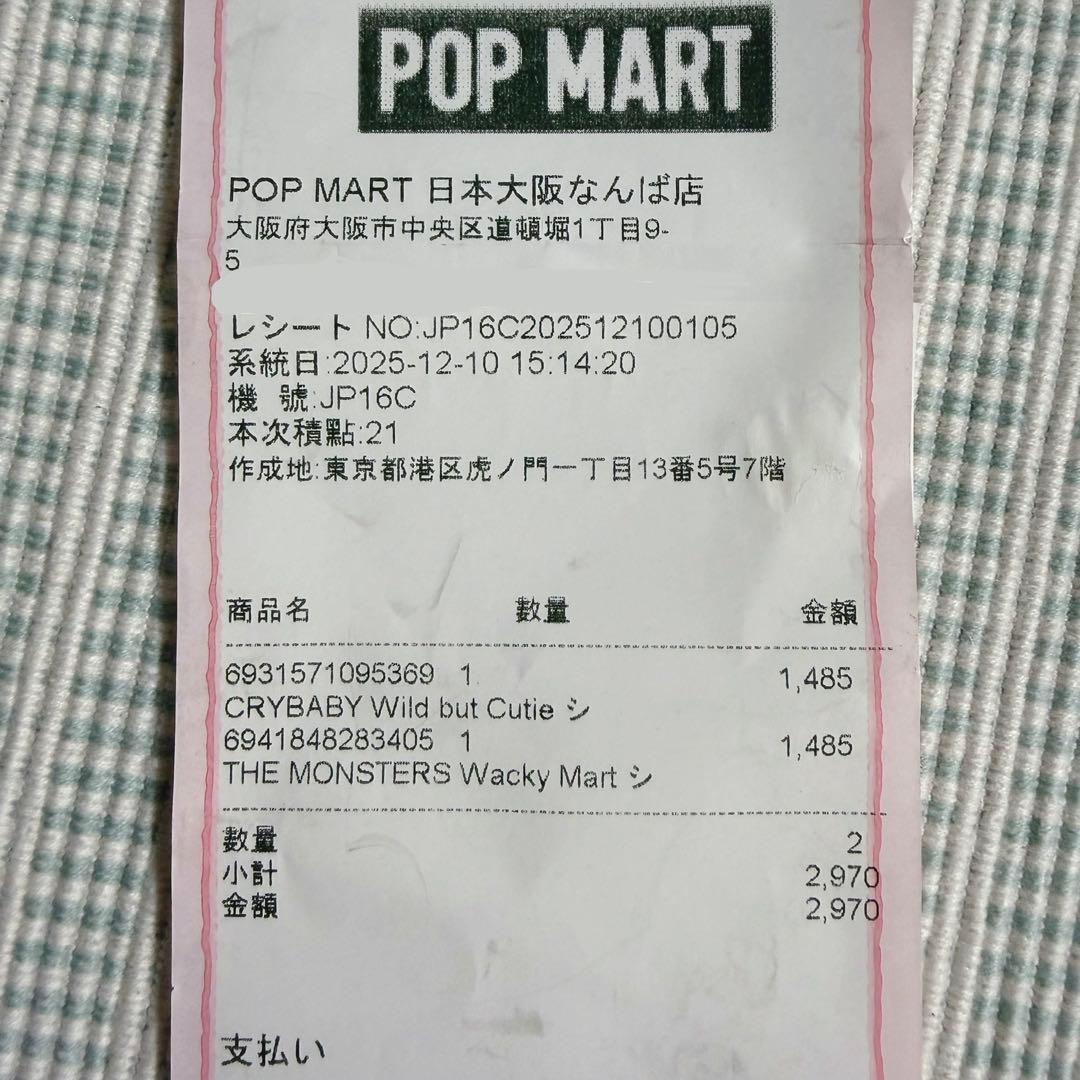 POP MART
POP MART 日本大阪なんば店
大阪府大阪市中央区道頓堀1丁目9-
5
レシート NO:JP16C202512100105
系統日:2025-12-10 15:14:20
機 號:JP16C
本次積點:21
作成地:東京都港区虎ノ門一丁目13番5号7階
商品名 數量 金額
6931571095369 1 1,485
CRYBABY Wild but Cutie シ
6941848283405 1 1,485
THE MONSTERS Wacky Mart シ
數量 2
小計 2,970
金額 2,970
支払い